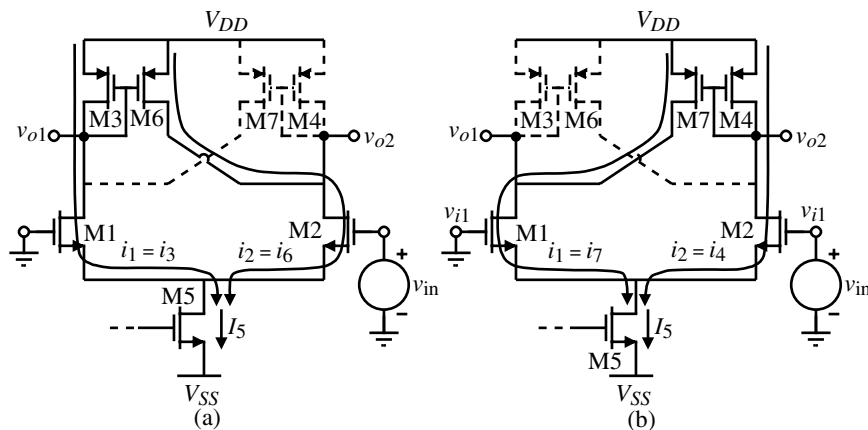 V_DD
V_DD
M3
M6
M7
M4
M3
M6
M7
M4
v_o1
v_o2
v_o1
v_o2
v_i1
v_i1
M1
i_1 = i_3
i_2 = i_6
M2
M1
i_1 = i_7
i_2 = i_4
M2
+
v_in
−
+
v_in
−
M5
I_5
I_5
M5
V_SS
V_SS
(a)
(b)